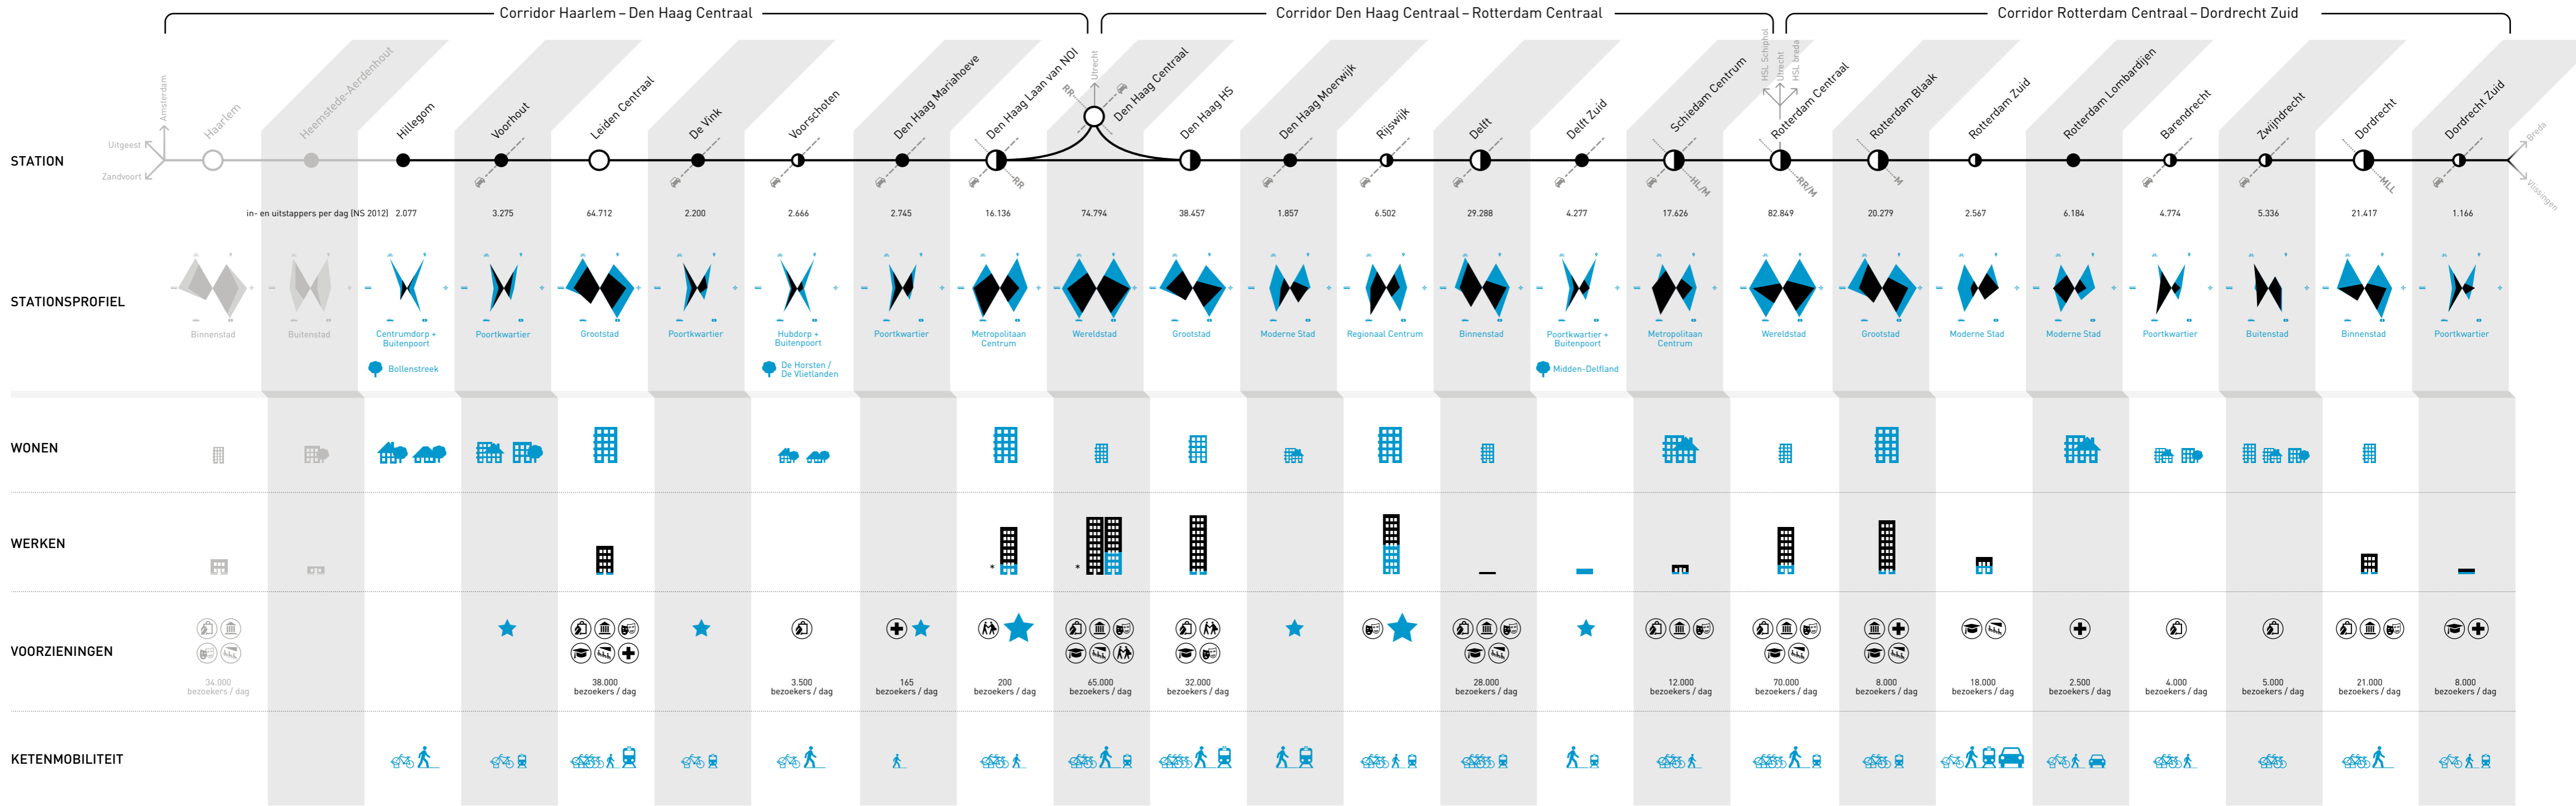 Corridor Haarlem – Den Haag Centraal
Corridor Den Haag Centraal – Rotterdam Centraal
Corridor Rotterdam Centraal – Dordrecht Zuid
STATION
Amsterdam
Uitgeest
Zandvoort
Haarlem
Heemstede-Aerdenhout
Hillegom
Voorhout
Leiden Centraal
De Vink
Voorschoten
Den Haag Mariahoeve
Den Haag Laan van NOI
RR
RR
Utrecht
Den Haag Centraal
Den Haag HS
Den Haag Moerwijk
Rijswijk
Delft
Delft Zuid
Schiedam Centrum
HL/M
HSL Schiphol
Utrecht
HSL breda
Rotterdam Centraal
RR/M
Rotterdam Blaak
M
Rotterdam Zuid
Rotterdam Lombardijen
Barendrecht
Zwijndrecht
Dordrecht
MLL
Dordrecht Zuid
Breda
Vlissingen
in- en uitstappers per dag (NS 2012) 2.077 3.275 64.712 2.200 2.666 2.745 16.136 74.794 38.457 1.857 6.502 29.288 4.277 17.626 82.849 20.279 2.567 6.184 4.774 5.336 21.417 1.166
STATIONSPROFIEL
Binnenstad
Buitenstad
Centrumdorp +
Buitenpoort
Bollenstreek
Poortkwartier
Grootstad
Poortkwartier
Hubdorp +
Buitenpoort
De Horsten /
De Vlietlanden
Poortkwartier
Metropolitaan
Centrum
Wereldstad
Grootstad
Moderne Stad
Regionaal Centrum
Binnenstad
Poortkwartier +
Buitenpoort
Midden-Delfland
Metropolitaan
Centrum
Wereldstad
Grootstad
Moderne Stad
Moderne Stad
Poortkwartier
Buitenstad
Binnenstad
Poortkwartier
WONEN
WERKEN
*
*
VOORZIENINGEN
34.000
bezoekers / dag
38.000
bezoekers / dag
3.500
bezoekers / dag
165
bezoekers / dag
200
bezoekers / dag
65.000
bezoekers / dag
32.000
bezoekers / dag
28.000
bezoekers / dag
12.000
bezoekers / dag
70.000
bezoekers / dag
8.000
bezoekers / dag
18.000
bezoekers / dag
2.500
bezoekers / dag
4.000
bezoekers / dag
5.000
bezoekers / dag
21.000
bezoekers / dag
8.000
bezoekers / dag
KETENMOBILITEIT